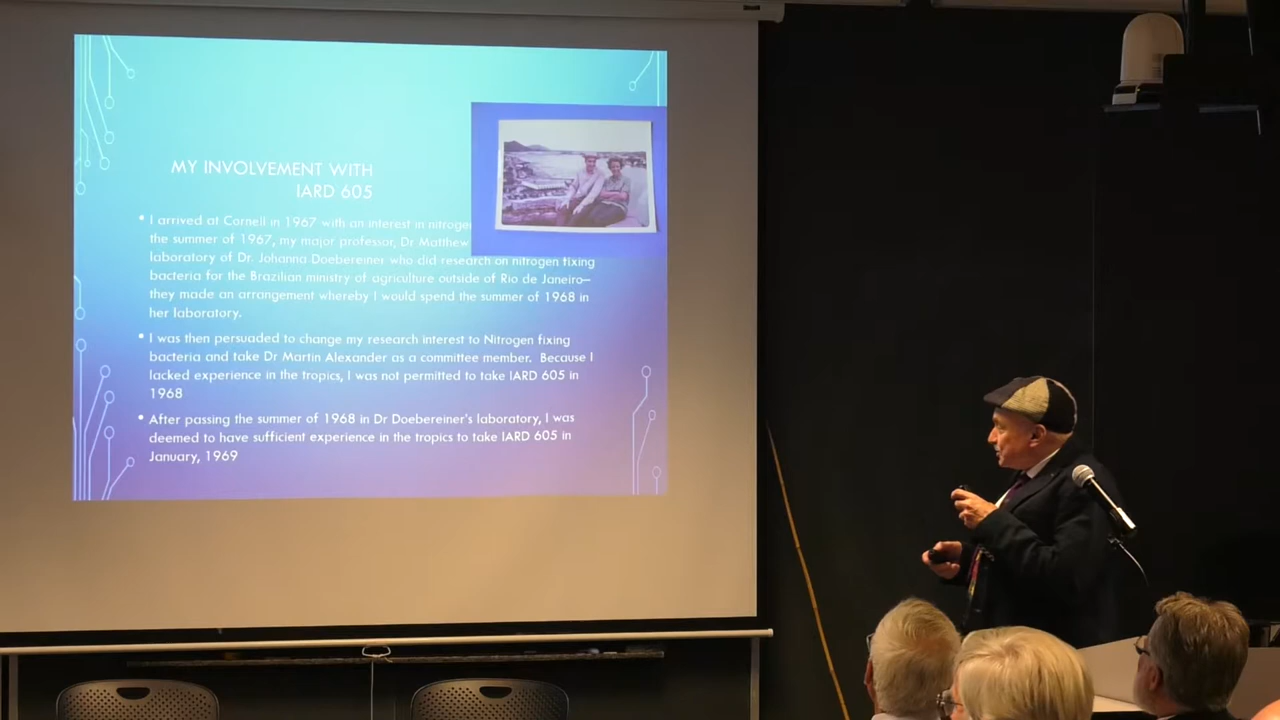 MY INVOLVEMENT WITH
IARD 605
• I arrived at Cornell in 1967 with an interest in nitrogen
the summer of 1967, my major professor, Dr Matthew
laboratory of Dr. Johanna Doebereiner who did research on nitrogen fixing
bacteria for the Brazilian ministry of agriculture outside of Rio de Janeiro—
they made an arrangement whereby I would spend the summer of 1968 in
her laboratory.
• I was then persuaded to change my research interest to Nitrogen fixing
bacteria and take Dr Martin Alexander as a committee member. Because I
lacked experience in the tropics, I was not permitted to take IARD 605 in
1968
• After passing the summer of 1968 in Dr Doebereiner's laboratory, I was
deemed to have sufficient experience in the tropics to take IARD 605 in
January, 1969